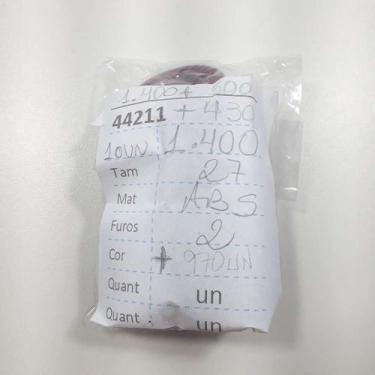 1.400 + 600
44211 + 430
10UN 1.400
Tam 27
Mat ABS
Furos 2
Cor + 970UN
Quant un
Quant un